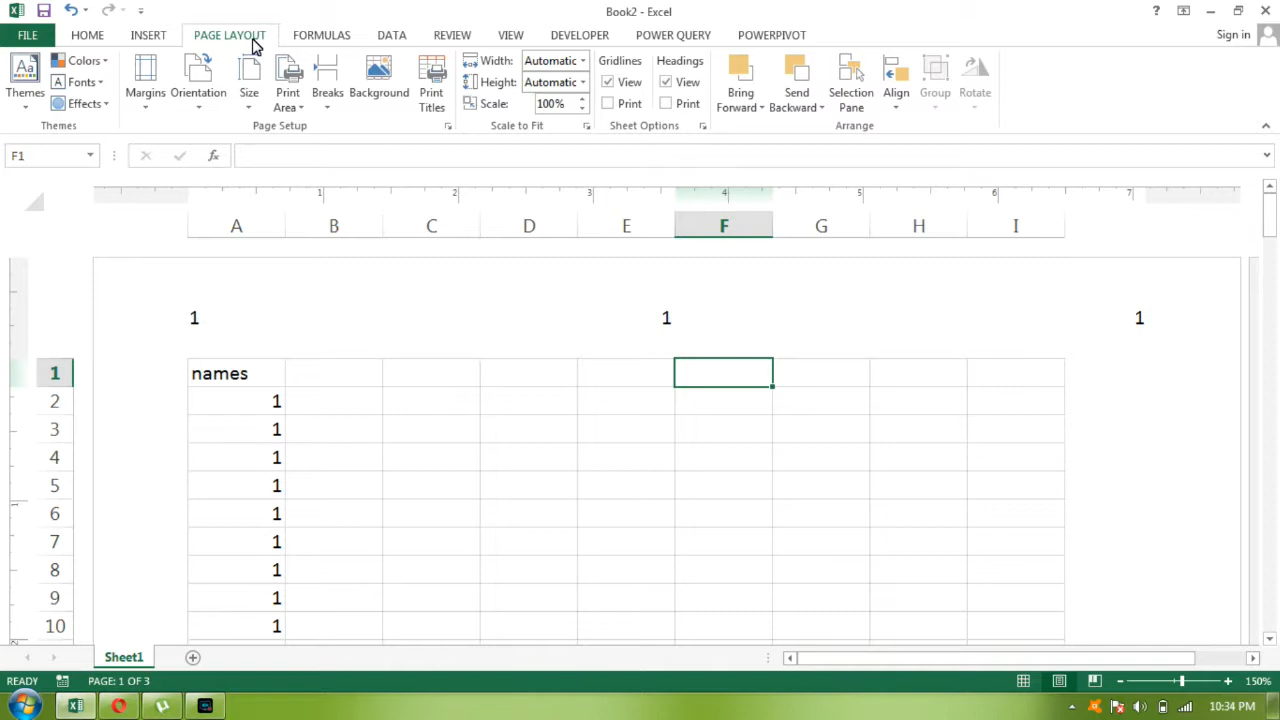 Book2 - Excel
FILE HOME INSERT PAGE LAYOUT FORMULAS DATA REVIEW VIEW DEVELOPER POWER QUERY POWERPIVOT Sign in
Themes Colors Fonts Effects
Themes
Margins Orientation Size Print Area Breaks Background Print Titles
Page Setup
Width: Automatic
Height: Automatic
Scale: 100%
Scale to Fit
Gridlines Headings
View View
Print Print
Sheet Options
Bring Forward Send Backward Selection Pane Align Group Rotate
Arrange
F1 fx
1 2 3 4 5 6 7
A B C D E F G H I
1 1 1
1 names
2 1
3 1
4 1
5 1
6 1
7 1
8 1
9 1
10 1
Sheet1
READY PAGE: 1 OF 3 150%
10:34 PM